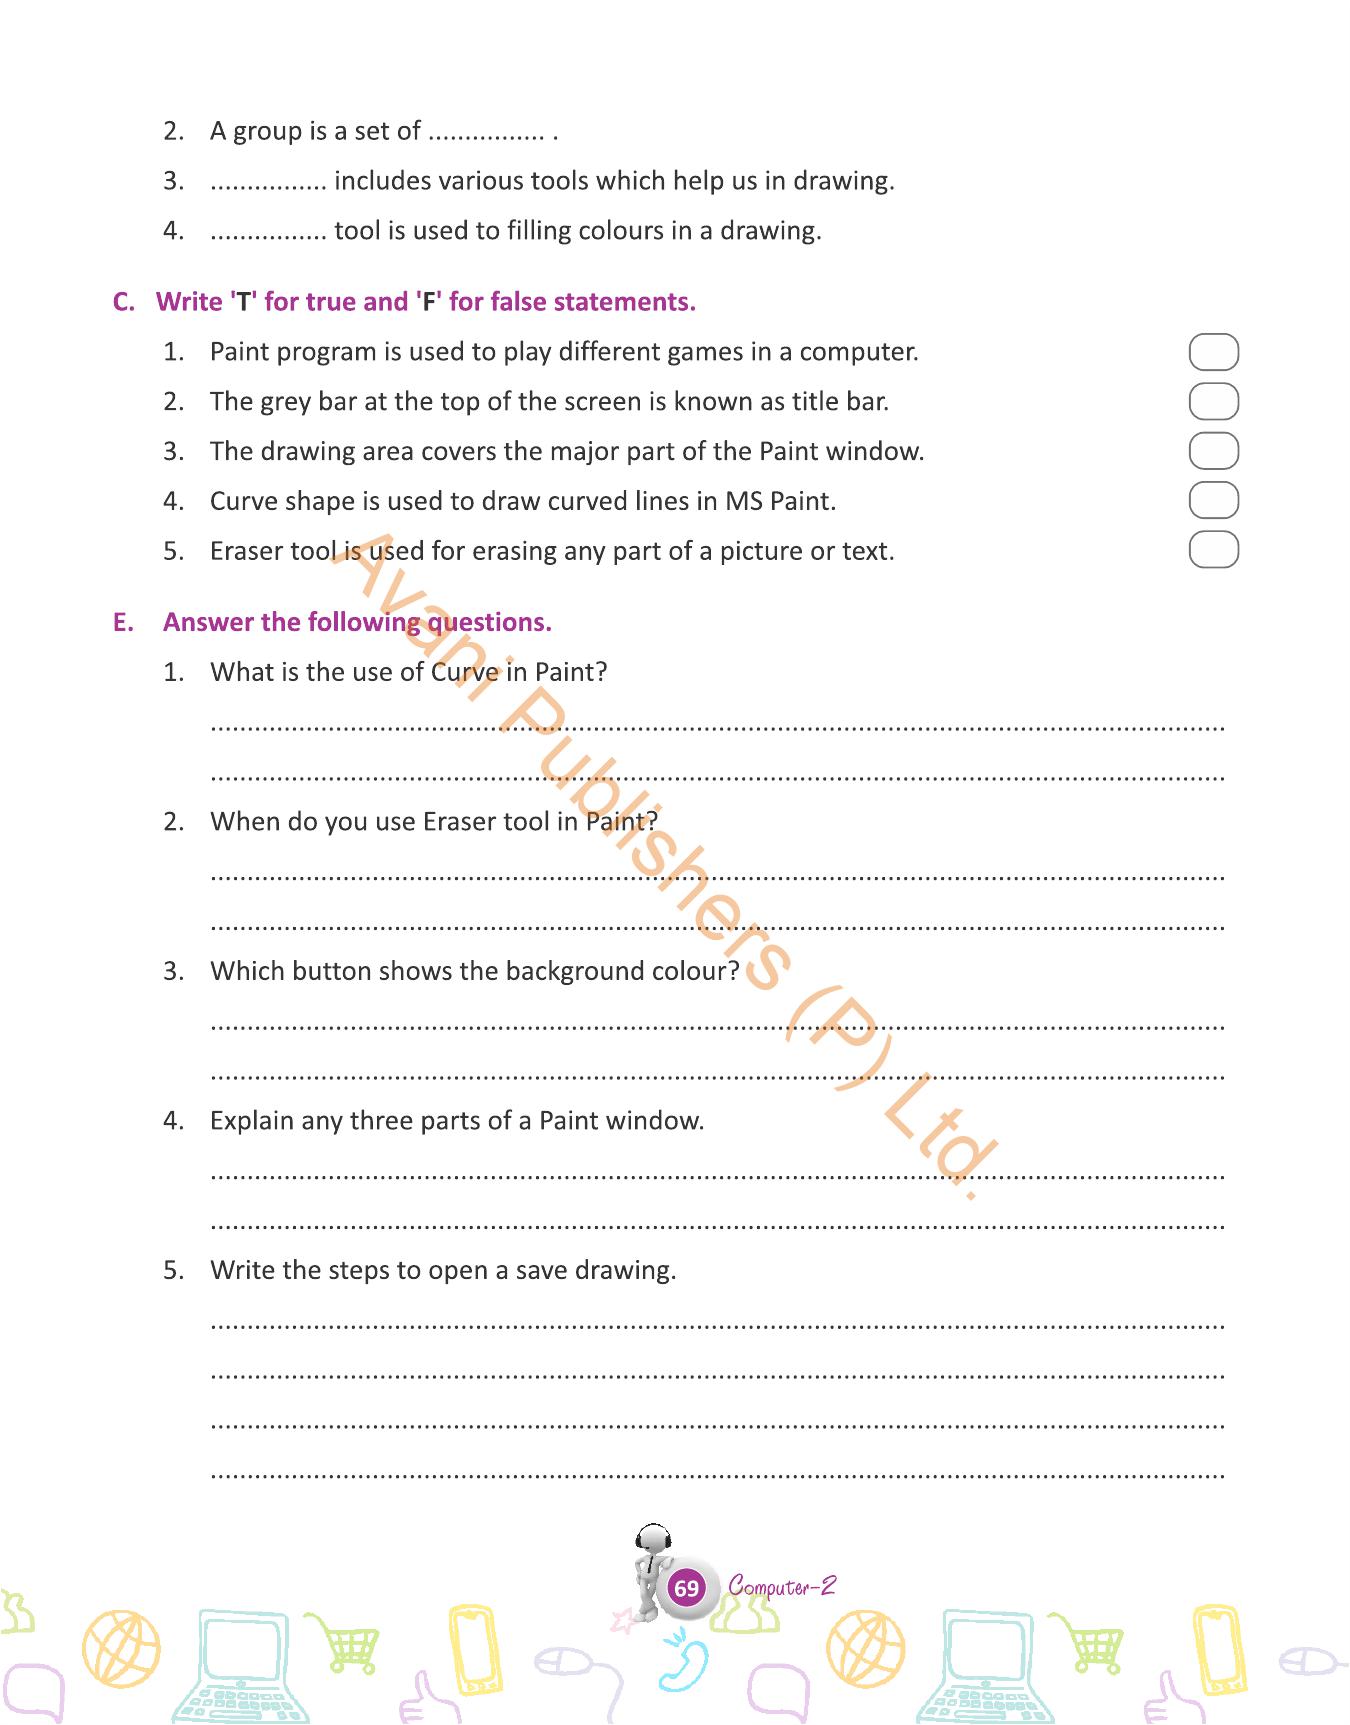 2. A group is a set of ................ .
3. ................ includes various tools which help us in drawing.
4. ................ tool is used to filling colours in a drawing.
C. Write 'T' for true and 'F' for false statements.
1. Paint program is used to play different games in a computer.
2. The grey bar at the top of the screen is known as title bar.
3. The drawing area covers the major part of the Paint window.
4. Curve shape is used to draw curved lines in MS Paint.
5. Eraser tool is used for erasing any part of a picture or text.
E. Answer the following questions.
1. What is the use of Curve in Paint?
2. When do you use Eraser tool in Paint?
3. Which button shows the background colour?
4. Explain any three parts of a Paint window.
5. Write the steps to open a save drawing.
Avani Publishers (P) Ltd.
69 Computer-2